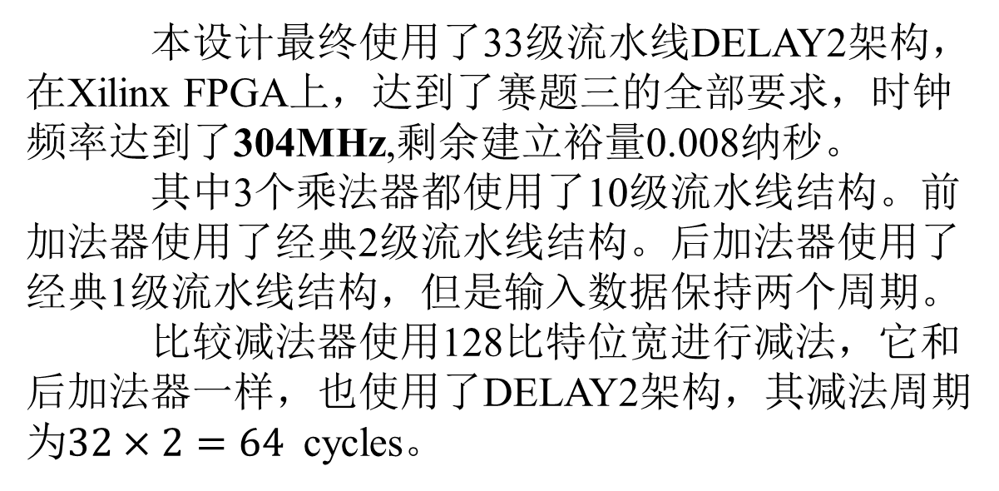 本设计最终使用了33级流水线DELAY2架构，
在Xilinx FPGA上，达到了赛题三的全部要求，时钟
频率达到了304MHz,剩余建立裕量0.008纳秒。
其中3个乘法器都使用了10级流水线结构。前
加法器使用了经典2级流水线结构。后加法器使用了
经典1级流水线结构，但是输入数据保持两个周期。
比较减法器使用128比特位宽进行减法，它和
后加法器一样，也使用了DELAY2架构，其减法周期
为32 × 2 = 64 cycles。